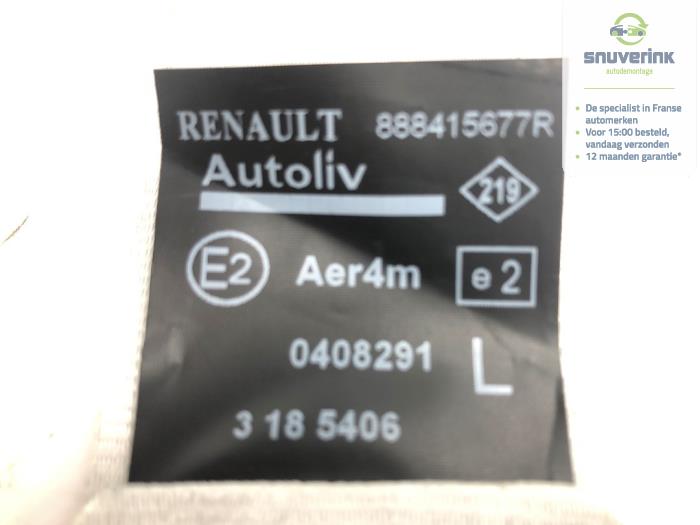 snuverink
autodemontage
• De specialist in Franse
automerken
• Voor 15:00 besteld,
vandaag verzonden
• 12 maanden garantie*
RENAULT 888415677R
Autoliv
219
E2 Aer4m e2
0408291 L
3 18 5406